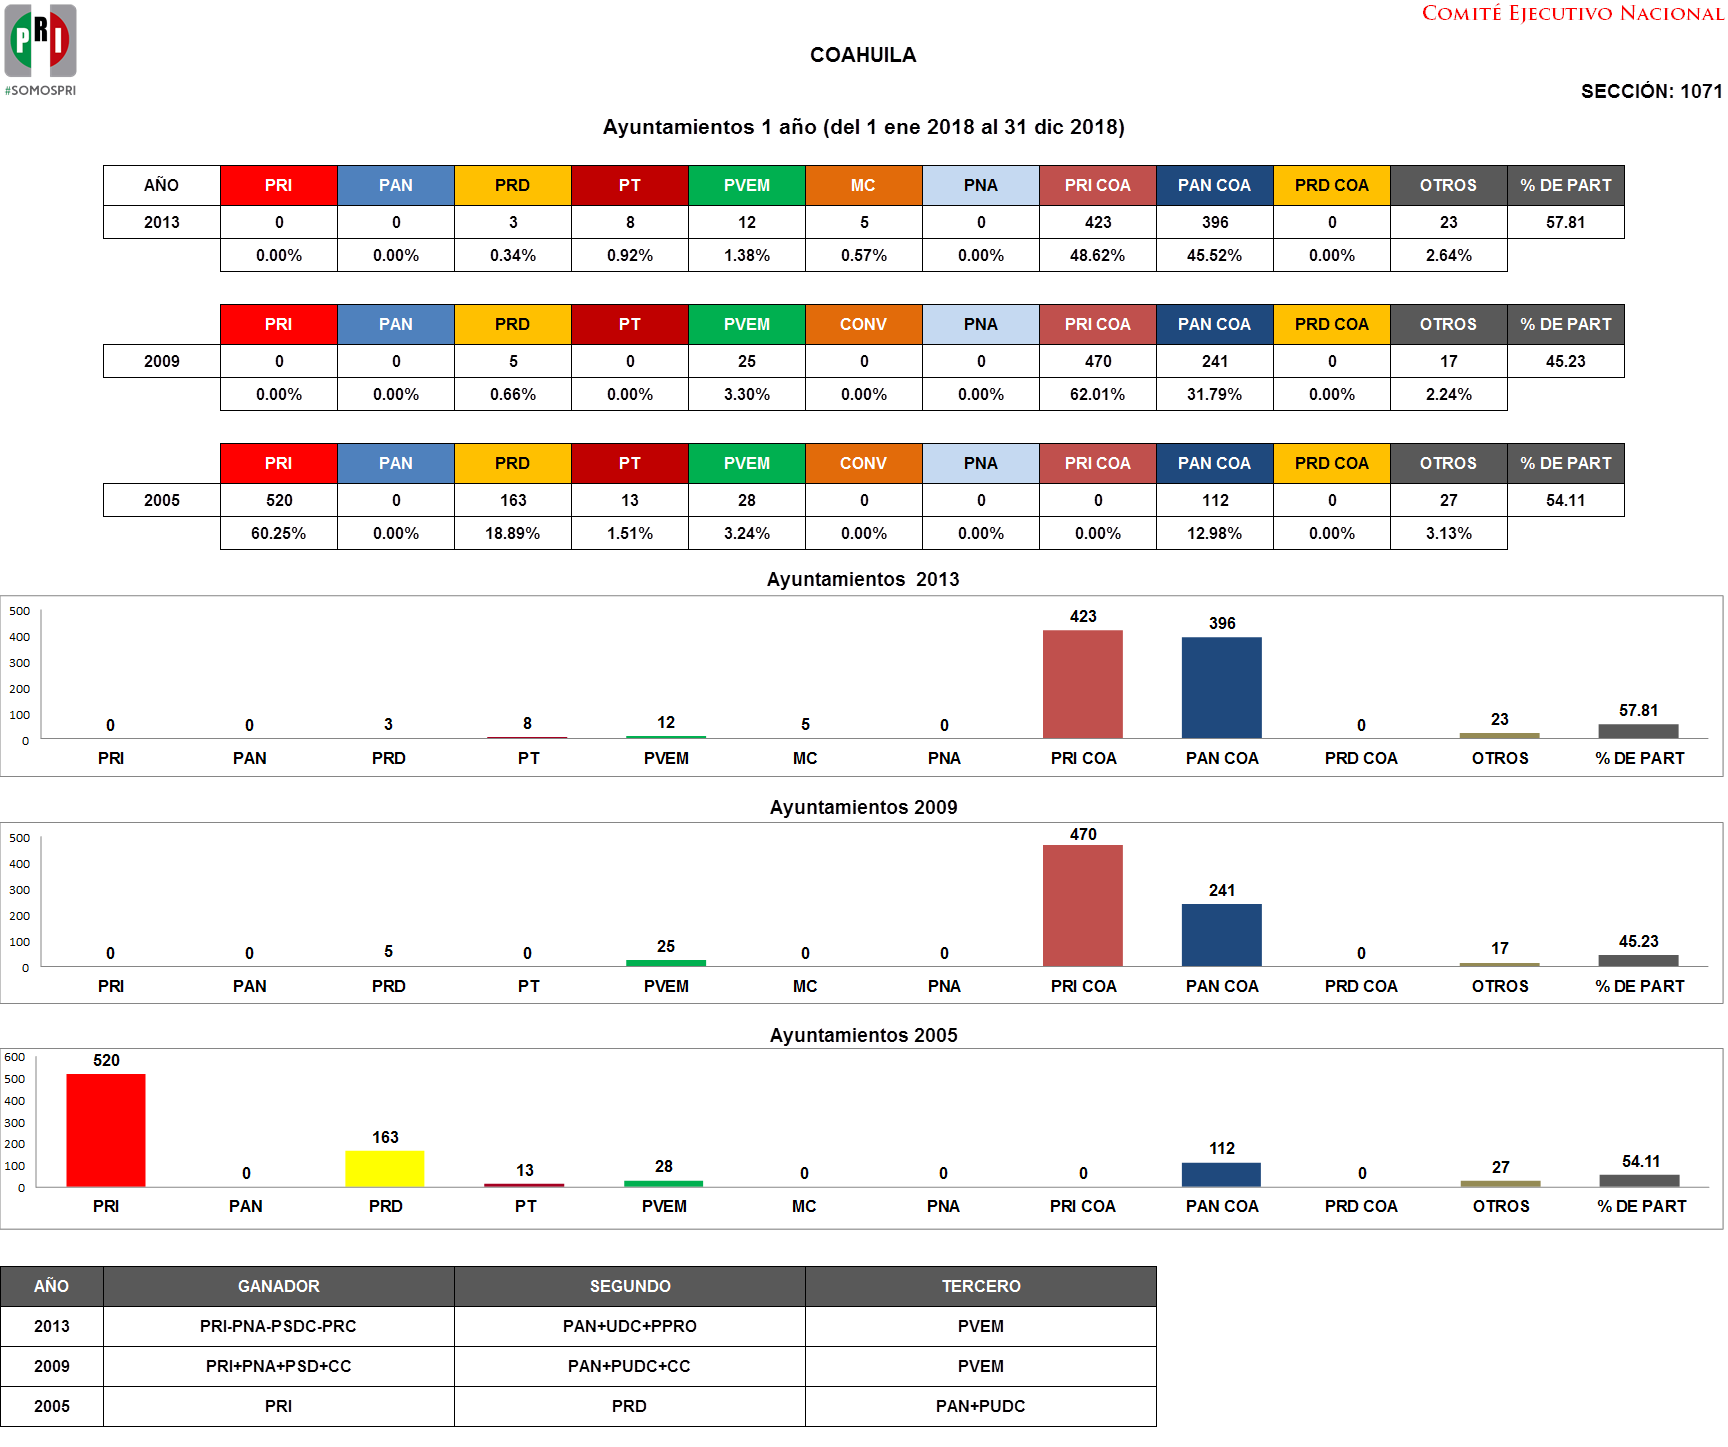 COMITÉ EJECUTIVO NACIONAL
PRI
#SOMOSPRI
COAHUILA
SECCIÓN: 1071
Ayuntamientos 1 año (del 1 ene 2018 al 31 dic 2018)
AÑO PRI PAN PRD PT PVEM MC PNA PRI COA PAN COA PRD COA OTROS % DE PART
2013 0 0 3 8 12 5 0 423 396 0 23 57.81
0.00% 0.00% 0.34% 0.92% 1.38% 0.57% 0.00% 48.62% 45.52% 0.00% 2.64%
PRI PAN PRD PT PVEM CONV PNA PRI COA PAN COA PRD COA OTROS % DE PART
2009 0 0 5 0 25 0 0 470 241 0 17 45.23
0.00% 0.00% 0.66% 0.00% 3.30% 0.00% 0.00% 62.01% 31.79% 0.00% 2.24%
PRI PAN PRD PT PVEM CONV PNA PRI COA PAN COA PRD COA OTROS % DE PART
2005 520 0 163 13 28 0 0 0 112 0 27 54.11
60.25% 0.00% 18.89% 1.51% 3.24% 0.00% 0.00% 0.00% 12.98% 0.00% 3.13%
Ayuntamientos 2013
500
400
300
200
100
0
0 0 3 8 12 5 0 423 396 0 23 57.81
PRI PAN PRD PT PVEM MC PNA PRI COA PAN COA PRD COA OTROS % DE PART
Ayuntamientos 2009
500
400
300
200
100
0
0 0 5 0 25 0 0 470 241 0 17 45.23
PRI PAN PRD PT PVEM MC PNA PRI COA PAN COA PRD COA OTROS % DE PART
Ayuntamientos 2005
600
500
400
300
200
100
0
520 0 163 13 28 0 0 0 112 0 27 54.11
PRI PAN PRD PT PVEM MC PNA PRI COA PAN COA PRD COA OTROS % DE PART
AÑO GANADOR SEGUNDO TERCERO
2013 PRI-PNA-PSDC-PRC PAN+UDC+PPRO PVEM
2009 PRI+PNA+PSD+CC PAN+PUDC+CC PVEM
2005 PRI PRD PAN+PUDC